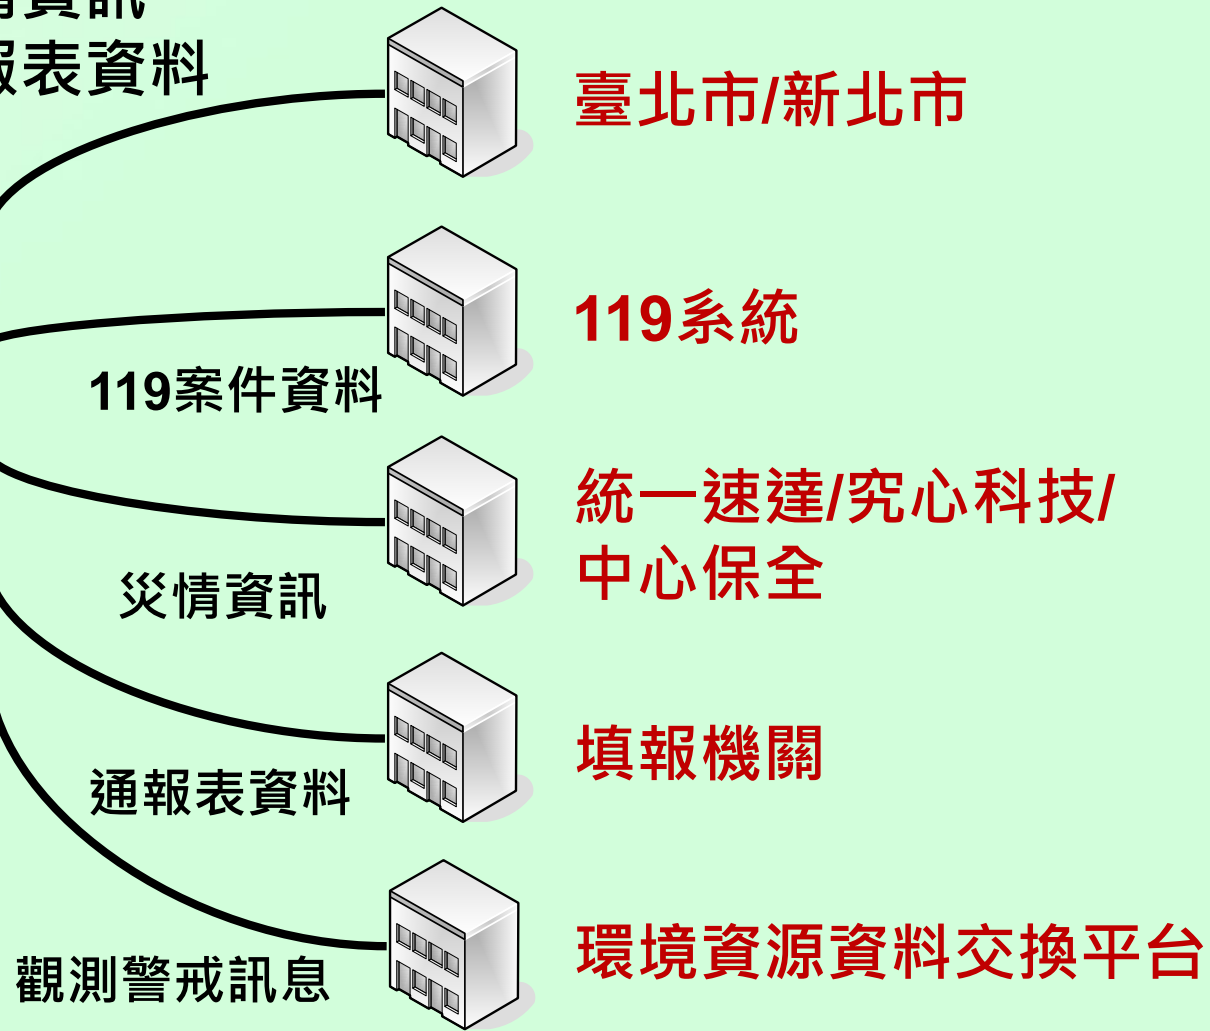 資訊
表資料
臺北市/新北市
119系統
119案件資料
統一速達/究心科技/
中心保全
災情資訊
填報機關
通報表資料
環境資源資料交換平台
觀測警戒訊息